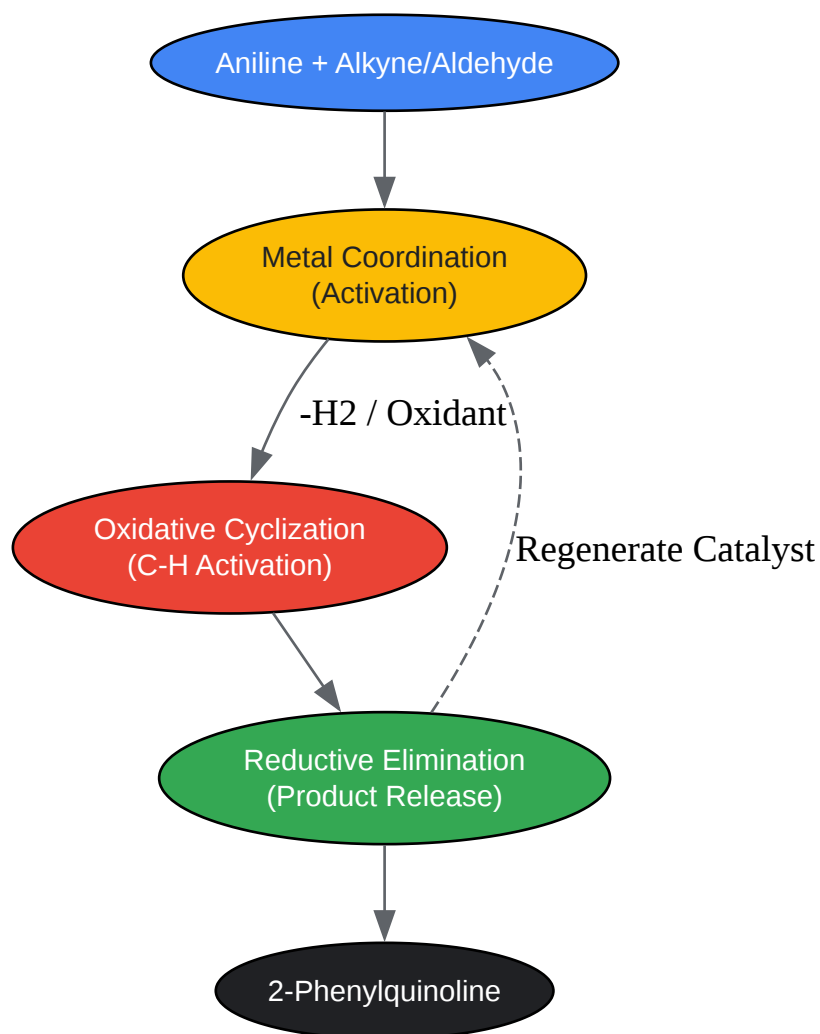 Aniline + Alkyne/Aldehyde
Metal Coordination
(Activation)
-H2 / Oxidant
Oxidative Cyclization
(C-H Activation)
Regenerate Catalyst
Reductive Elimination
(Product Release)
2-Phenylquinoline